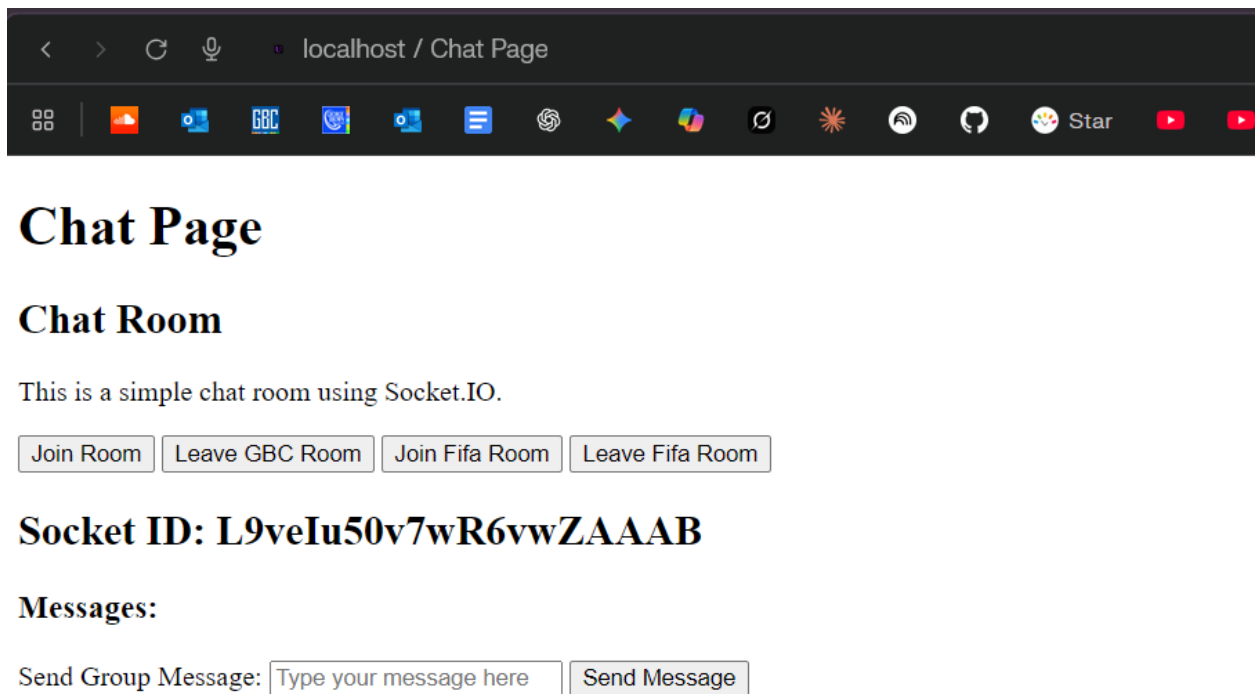 localhost / Chat Page
GBC Star
Chat Page
Chat Room
This is a simple chat room using Socket.IO.
Join Room Leave GBC Room Join Fifa Room Leave Fifa Room
Socket ID: L9veIu50v7wR6vwZAAAB
Messages:
Send Group Message: Type your message here Send Message